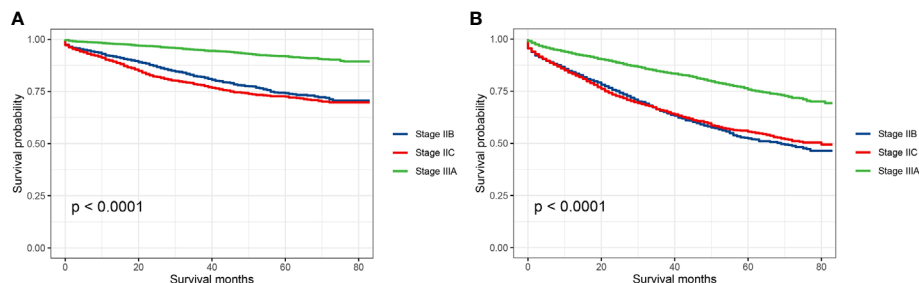 A
Survival probability
1.00
0.75
0.50
0.25
0.00
p < 0.0001
0 20 40 60 80
Survival months
Stage IIB
Stage IIC
Stage IIIA
B
Survival probability
1.00
0.75
0.50
0.25
0.00
p < 0.0001
0 20 40 60 80
Survival months
Stage IIB
Stage IIC
Stage IIIA